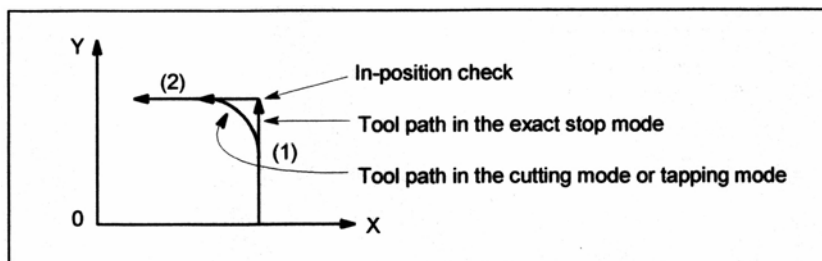 Y
(2)
In-position check
Tool path in the exact stop mode
(1)
Tool path in the cutting mode or tapping mode
0
X